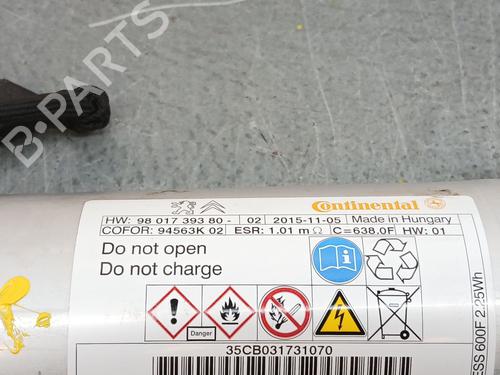 B-PARTS
Continental
HW: 98 017 393 80 - 02 2015-11-05 Made in Hungary
COFOR: 94563K 02 ESR: 1.01 mΩ C=638.0F HW: 01
Do not open
Do not charge
Danger
35CB031731070
ESS 600F 2.25Wh